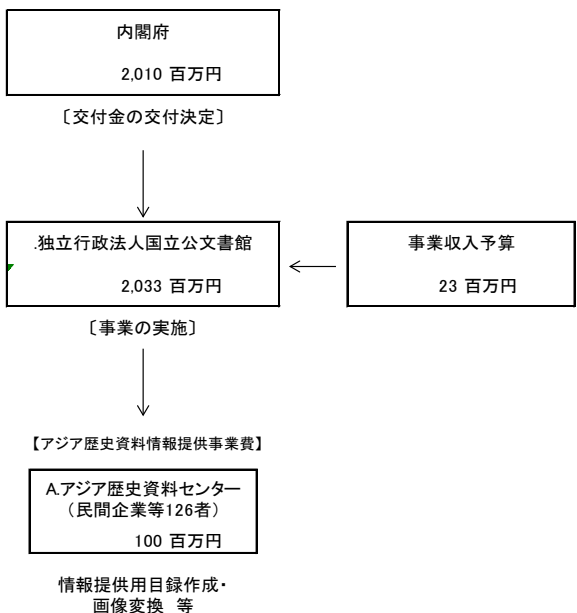 内閣府
2,010 百万円
〔交付金の交付決定〕
.独立行政法人国立公文書館
2,033 百万円
事業収入予算
23 百万円
〔事業の実施〕
【アジア歴史資料情報提供事業費】
A.アジア歴史資料センター
（民間企業等126者）
100 百万円
情報提供用目録作成・
画像変換 等